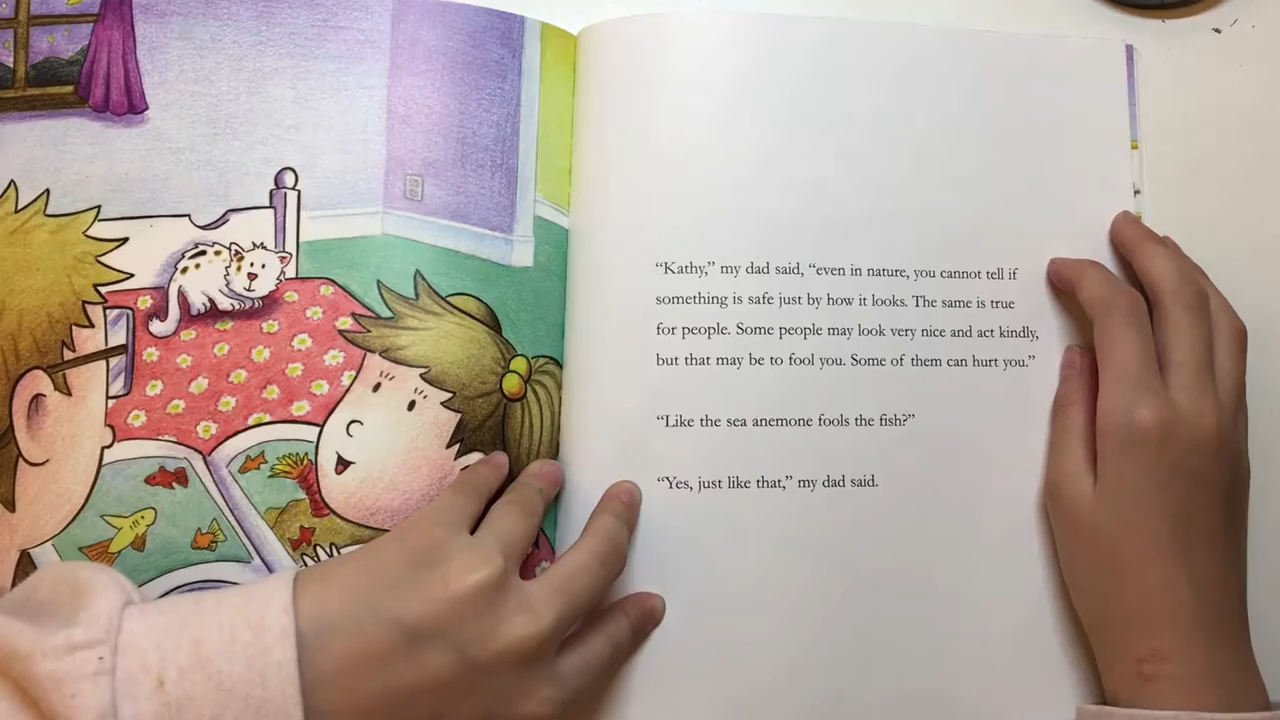 “Kathy,” my dad said, “even in nature, you cannot tell if
something is safe just by how it looks. The same is true
for people. Some people may look very nice and act kindly,
but that may be to fool you. Some of them can hurt you.”
“Like the sea anemone fools the fish?”
“Yes, just like that,” my dad said.